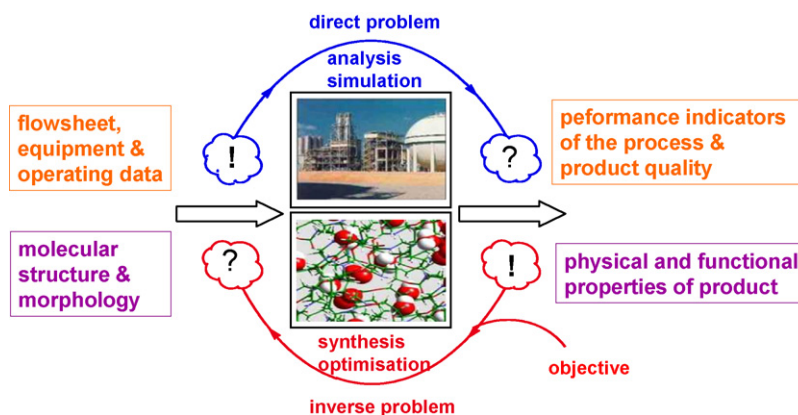 direct problem
analysis
simulation
flowsheet,
equipment &
operating data
!
?
peformance indicators
of the process &
product quality
molecular
structure &
morphology
?
!
physical and functional
properties of product
synthesis
optimisation
objective
inverse problem